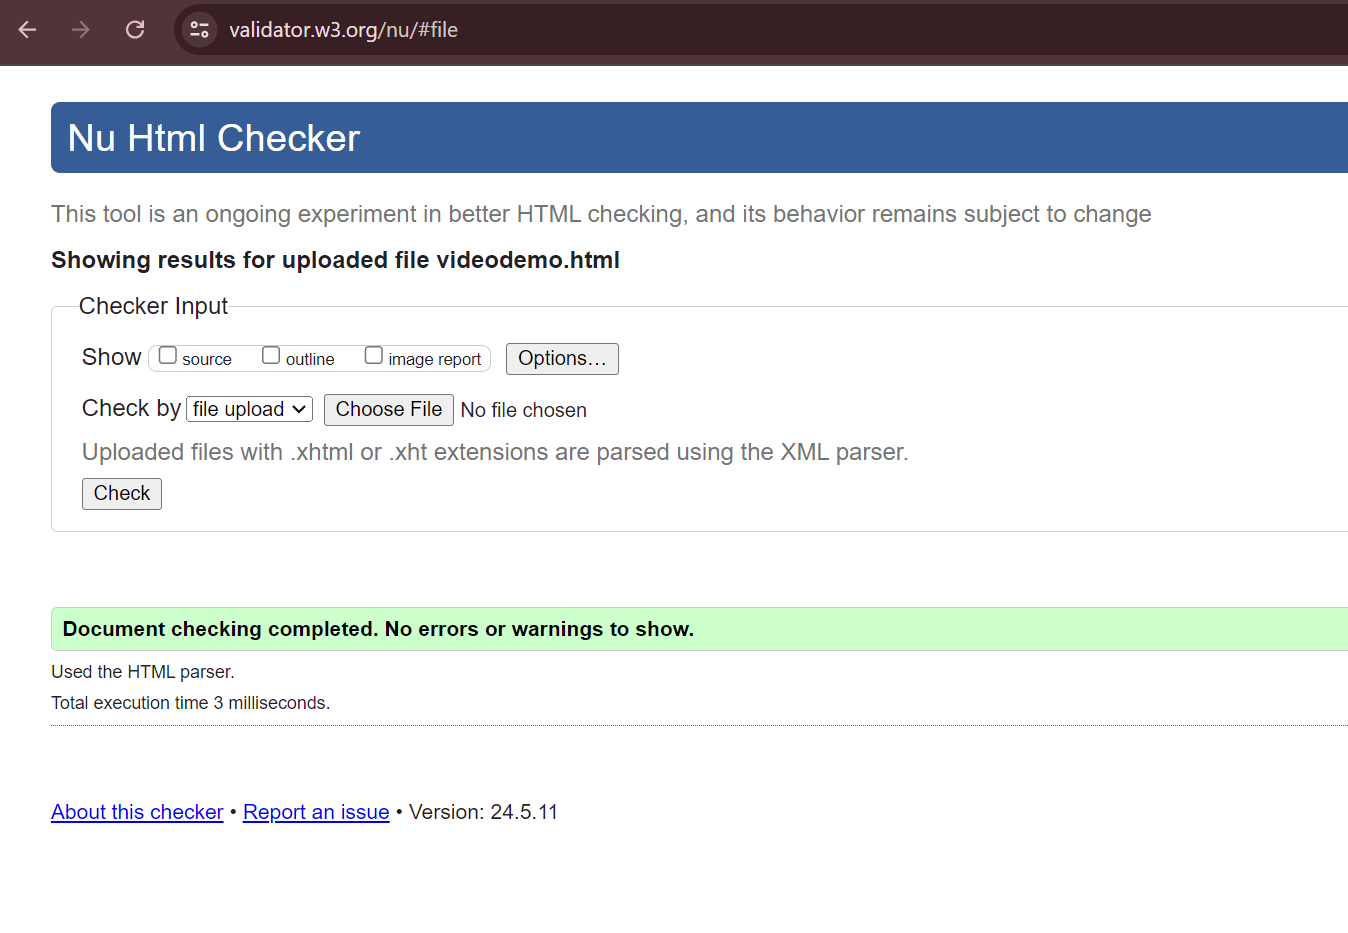 validator.w3.org/nu/#file
Nu Html Checker
This tool is an ongoing experiment in better HTML checking, and its behavior remains subject to change
Showing results for uploaded file videodemo.html
Checker Input
Show source outline image report Options...
Check by file upload Choose File No file chosen
Uploaded files with .xhtml or .xht extensions are parsed using the XML parser.
Check
Document checking completed. No errors or warnings to show.
Used the HTML parser.
Total execution time 3 milliseconds.
About this checker • Report an issue • Version: 24.5.11